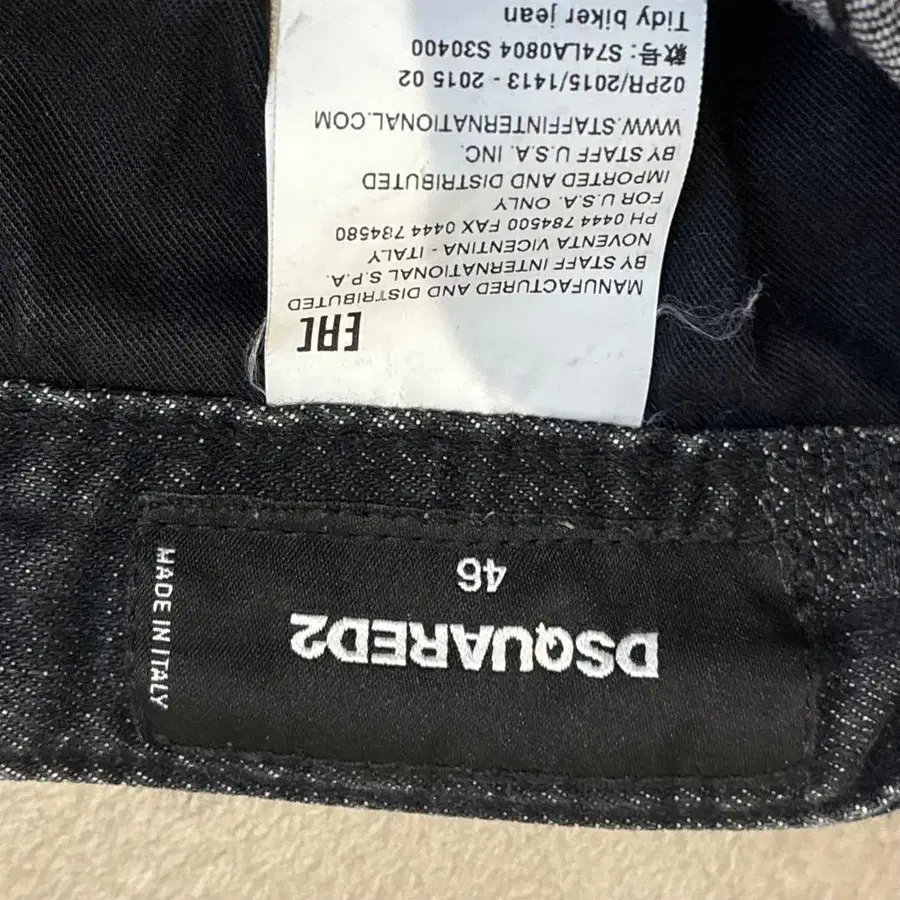 DSQUARED2
46
MADE IN ITALY
EAC
MANUFACTURED AND DISTRIBUTED
BY STAFF INTERNATIONAL S.P.A.
NOVENTA VICENTINA - ITALY
PH 0444 784500 FAX 0444 784580
FOR U.S.A. ONLY
IMPORTED AND DISTRIBUTED
BY STAFF U.S.A. INC.
WWW.STAFFINTERNATIONAL.COM
02PR/2015/1413 - 2015 02
款号: S74LA0804 S30400
Tidy biker jean